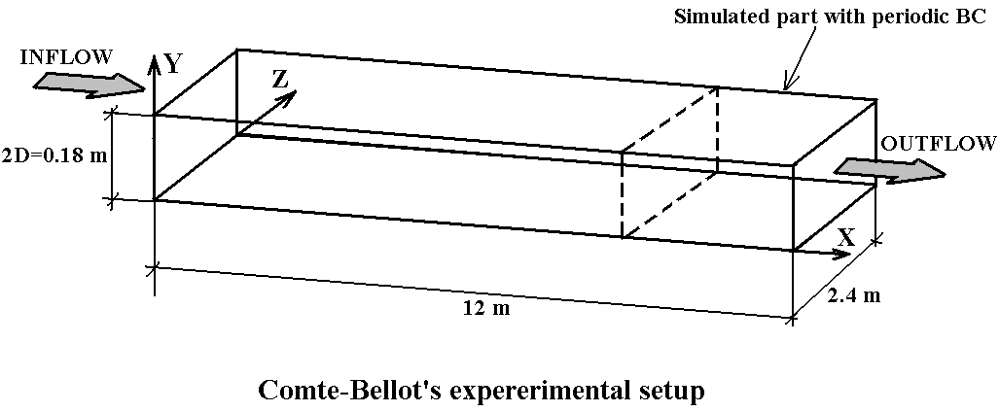 Simulated part with periodic BC
INFLOW
Y
Z
2D=0.18 m
OUTFLOW
X
2.4 m
12 m
Comte-Bellot's expererimental setup